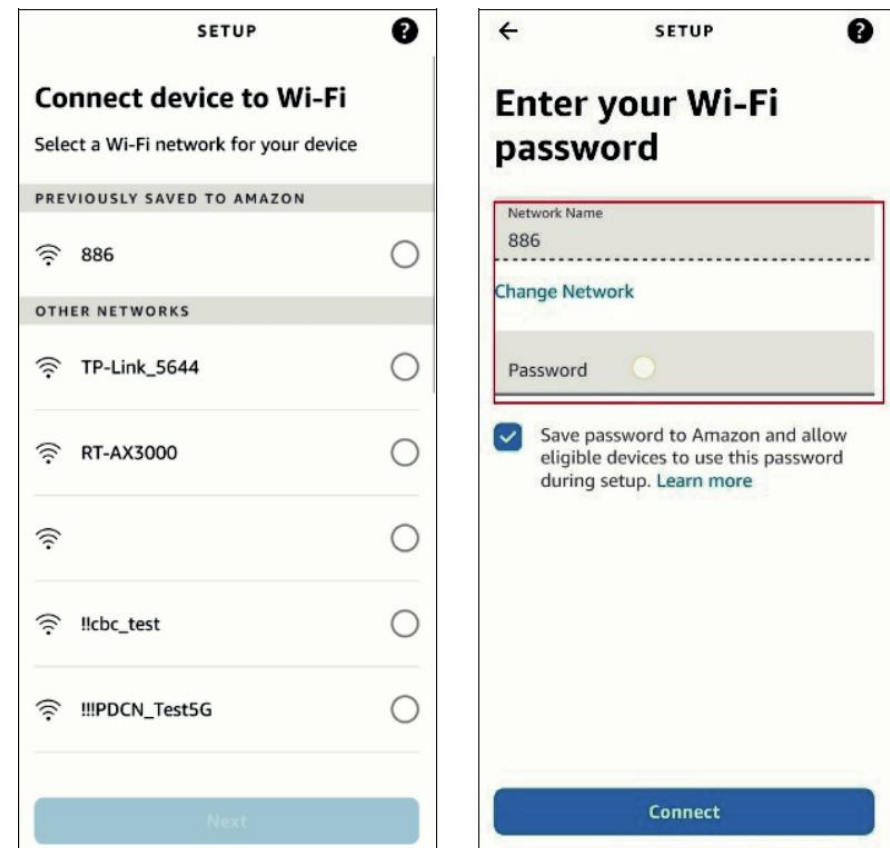 SETUP
?
Connect device to Wi-Fi
Select a Wi-Fi network for your device
PREVIOUSLY SAVED TO AMAZON
886
OTHER NETWORKS
TP-Link_5644
RT-AX3000
!!cbc_test
!!!PDCN_Test5G
Next
SETUP
?
Enter your Wi-Fi
password
Network Name
886
Change Network
Password
Save password to Amazon and allow
eligible devices to use this password
during setup. Learn more
Connect